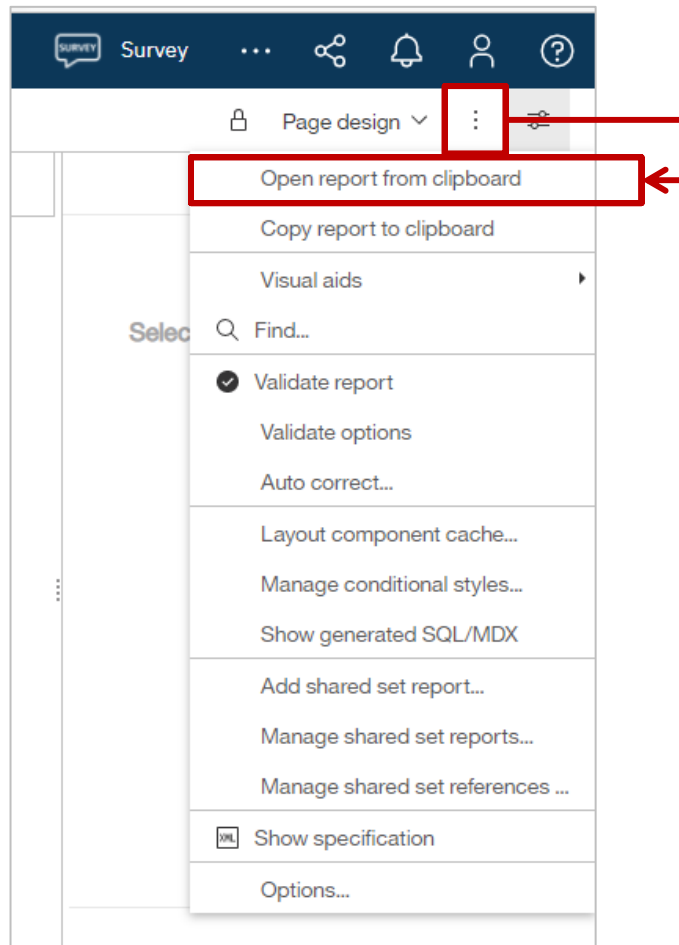 SURVEY Survey
Page design
Open report from clipboard
Copy report to clipboard
Visual aids
Selec
Find...
Validate report
Validate options
Auto correct...
Layout component cache...
Manage conditional styles...
Show generated SQL/MDX
Add shared set report...
Manage shared set reports...
Manage shared set references ...
XML Show specification
Options...